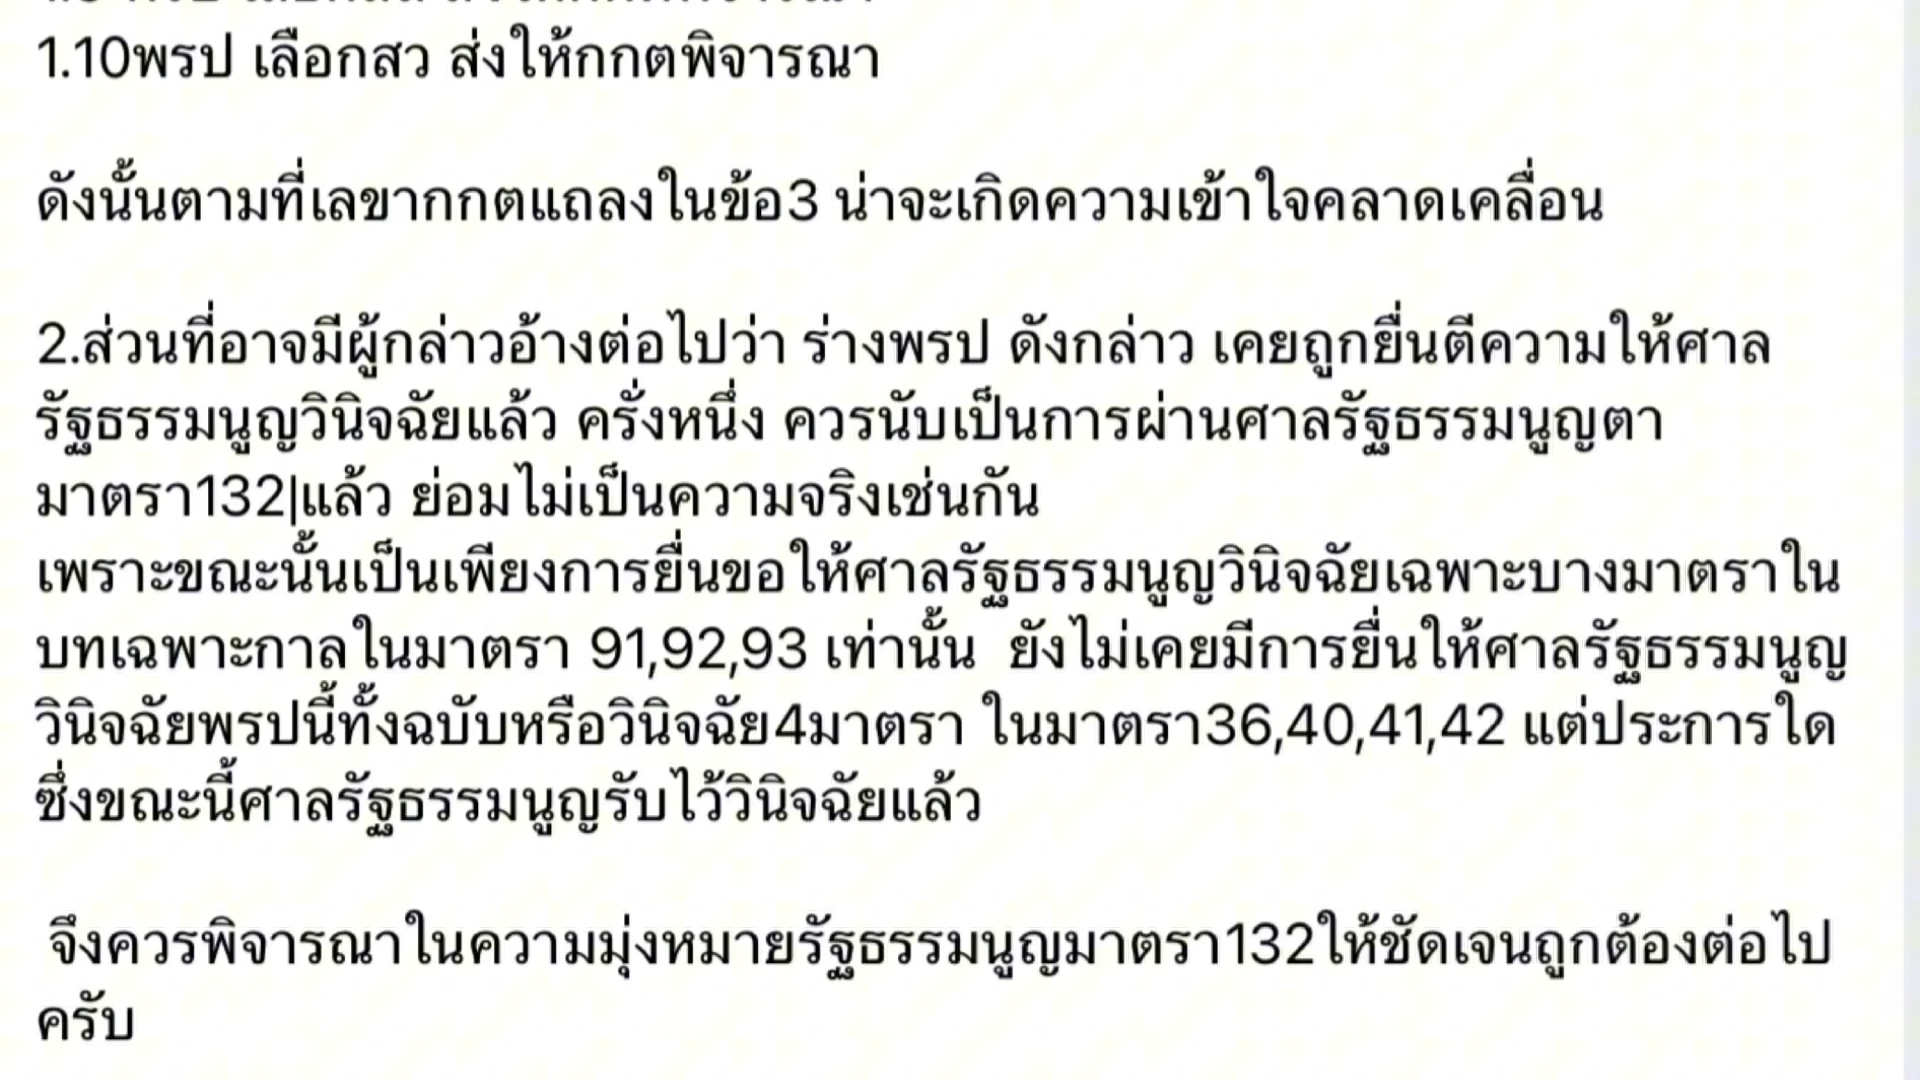 1.10พรป เลือกสว ส่งให้กกตพิจารณา
ดังนั้นตามที่เลขากกตแถลงในข้อ3 น่าจะเกิดความเข้าใจคลาดเคลื่อน
2.ส่วนที่อาจมีผู้กล่าวอ้างต่อไปว่า ร่างพรป ดังกล่าว เคยถูกยื่นตีความให้ศาล
รัฐธรรมนูญวินิจฉัยแล้ว ครั่งหนึ่ง ควรนับเป็นการผ่านศาลรัฐธรรมนูญตา
มาตรา132|แล้ว ย่อมไม่เป็นความจริงเช่นกัน
เพราะขณะนั้นเป็นเพียงการยื่นขอให้ศาลรัฐธรรมนูญวินิจฉัยเฉพาะบางมาตราใน
บทเฉพาะกาลในมาตรา 91,92,93 เท่านั้น  ยังไม่เคยมีการยื่นให้ศาลรัฐธรรมนูญ
วินิจฉัยพรปนี้ทั้งฉบับหรือวินิจฉัย4มาตรา ในมาตรา36,40,41,42 แต่ประการใด
ซึ่งขณะนี้ศาลรัฐธรรมนูญรับไว้วินิจฉัยแล้ว
จึงควรพิจารณาในความมุ่งหมายรัฐธรรมนูญมาตรา132ให้ชัดเจนถูกต้องต่อไป
ครับ